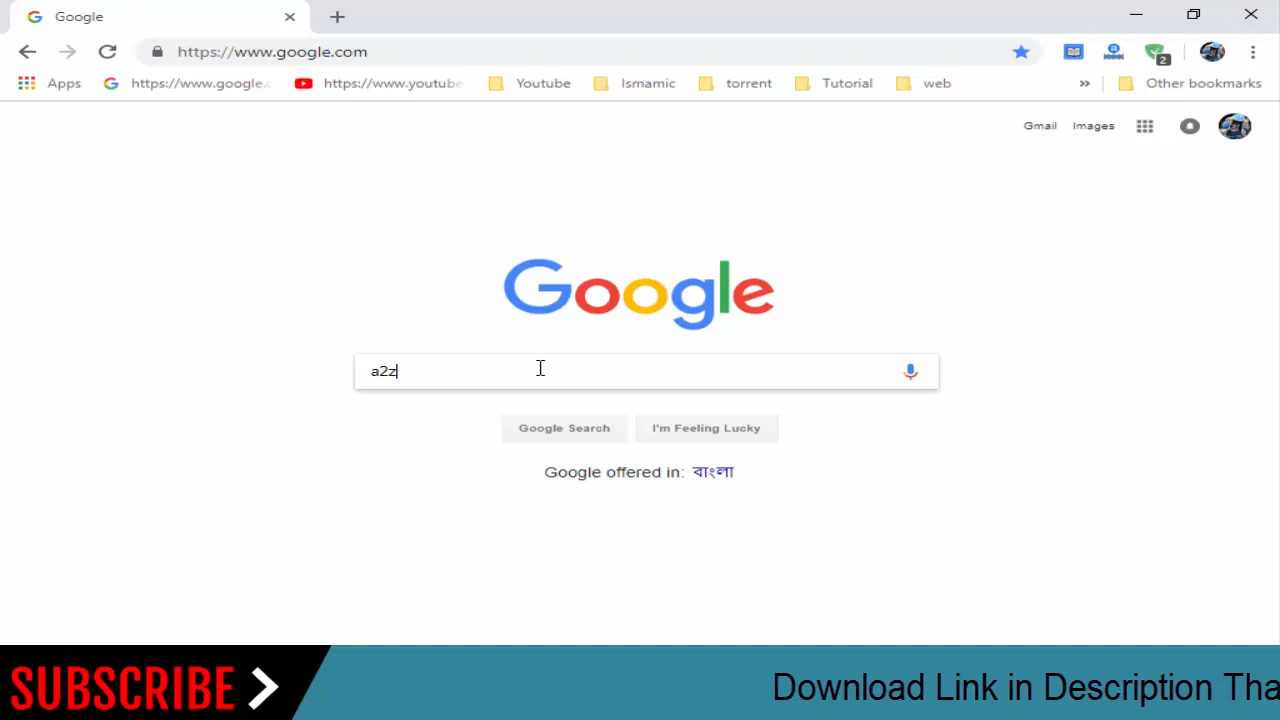 Google
https://www.google.com
2
Apps https://www.google.c https://www.youtube Youtube Ismamic torrent Tutorial web » Other bookmarks
Gmail Images
Google
a2z
Google Search I'm Feeling Lucky
Google offered in: বাংলা
SUBSCRIBE Download Link in Description Tha